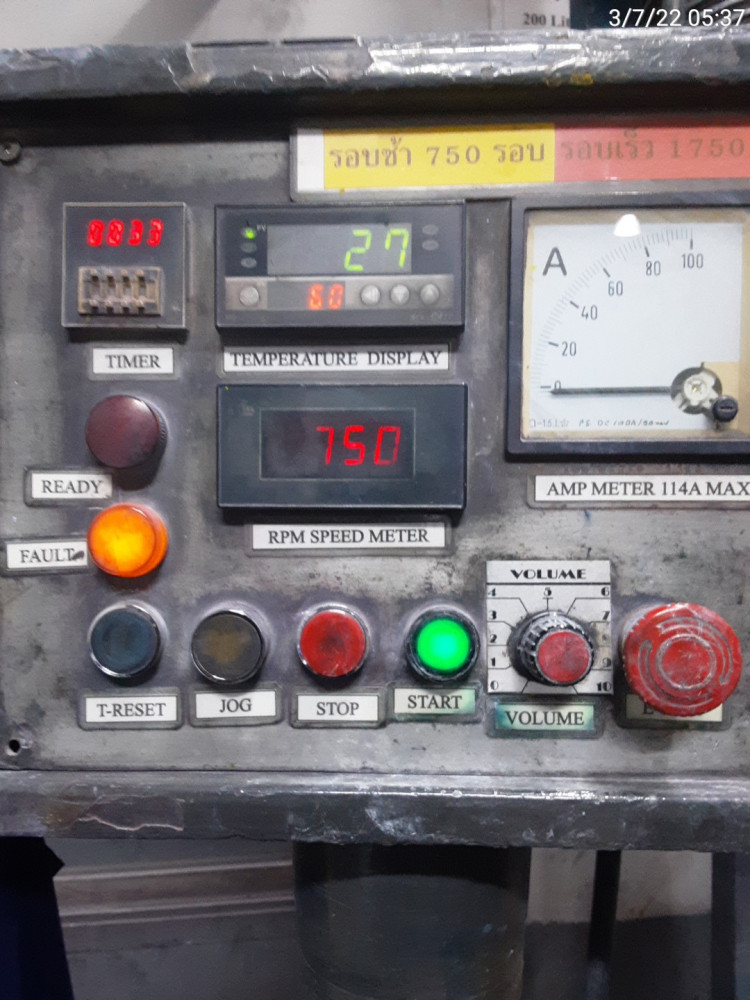 200 Lit
3/7/22 05:37
รอบช้า 750 รอบ รอบเร็ว 1750
0033
27
60
TIMER
TEMPERATURE DISPLAY
A
0 20 40 60 80 100
750
READY
AMP METER 114A MAX
RPM SPEED METER
FAULT
VOLUME
4 5 6
3 7
2
1 9
0 10
T-RESET
JOG
STOP
START
VOLUME